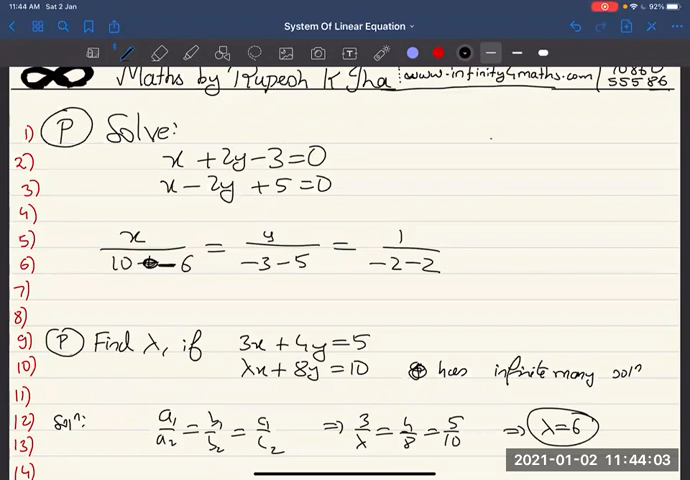 11:44 AM Sat 2 Jan 92%
System Of Linear Equation
Maths by Rupesh K Jha www.infinity4maths.com 55586
1) P Solve:
2) x + 2y - 3 = 0
3) x - 2y + 5 = 0
4)
5) x = y = 1
6) 10 - 6 -3 - 5 -2 - 2
7)
8)
9) P Find λ, if 3x + 4y = 5
10) λx + 8y = 10 has infinite many solⁿ
11)
12) Solⁿ: a₁/a₂ = b₁/b₂ = c₁/c₂ ⇒ 3/λ = 4/8 = 5/10 ⇒ λ = 6
13)
14)
2021-01-02 11:44:03